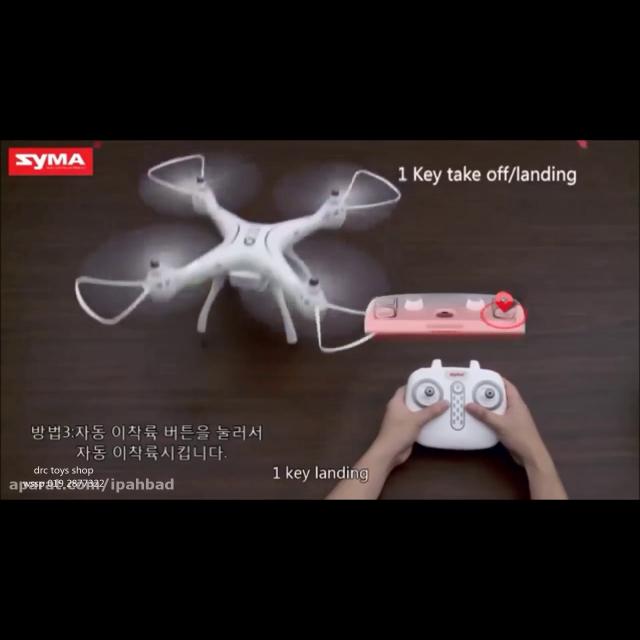 SYMA
1 Key take off/landing
방법3:자동 이착륙 버튼을 눌러서
자동 이착륙시킵니다.
1 key landing
drc toys shop
aparat.com/ipahbad